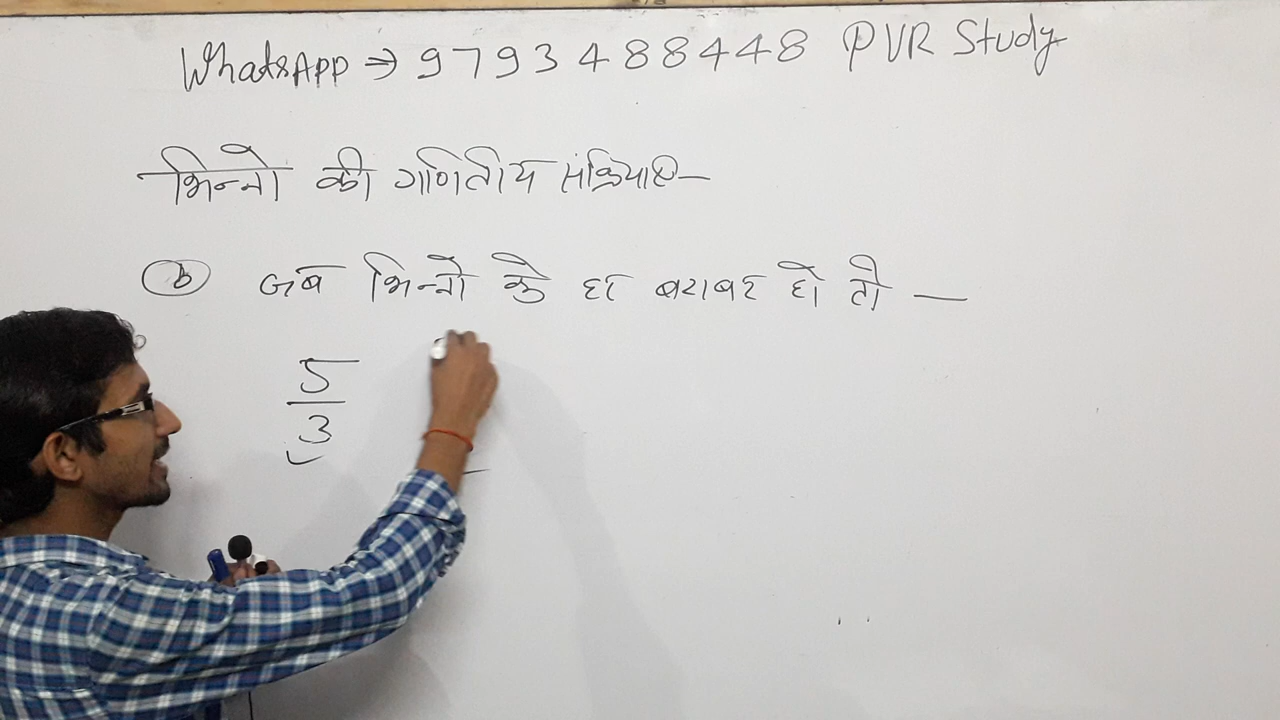 WhatsApp ⇒ 9793488448 PVR Study
भिन्नो की गणितीय संक्रियाए—
(b) जब भिन्नो के हर बराबर हो तो —
5
3